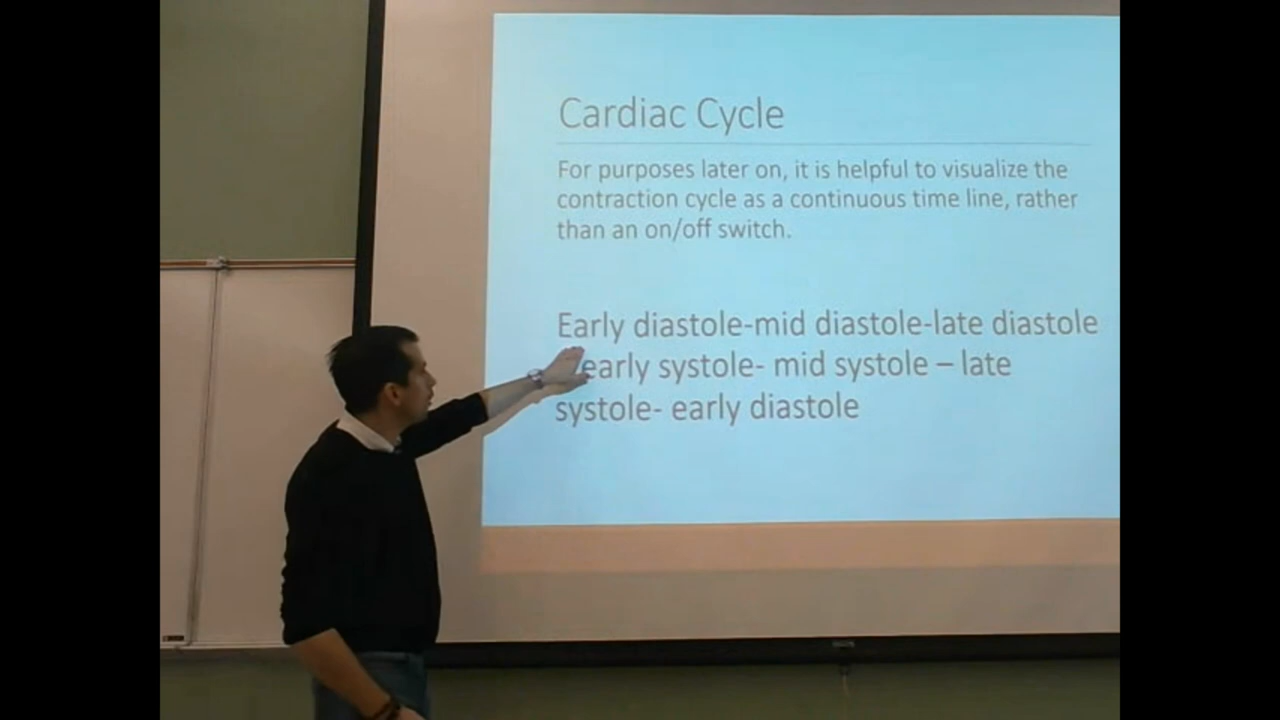 Cardiac Cycle
For purposes later on, it is helpful to visualize the
contraction cycle as a continuous time line, rather
than an on/off switch.
Early diastole-mid diastole-late diastole
early systole- mid systole – late
systole- early diastole